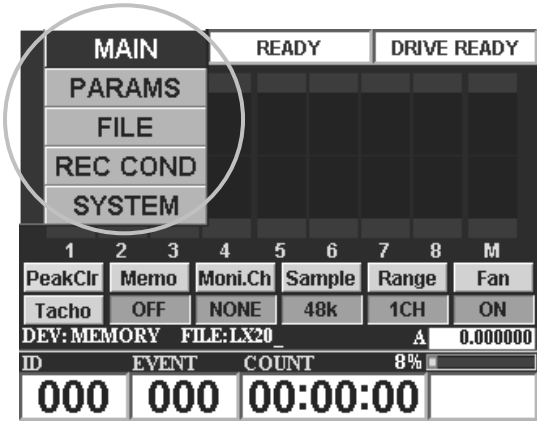 MAIN READY DRIVE READY
PARAMS
FILE
REC COND
SYSTEM
1 2 3 4 5 6 7 8 M
PeakClr Memo Moni.Ch Sample Range Fan
Tacho OFF NONE 48k 1CH ON
DEV:MEMORY FILE:LX20_ A 0.000000
ID EVENT COUNT 8%
000 000 00:00:00